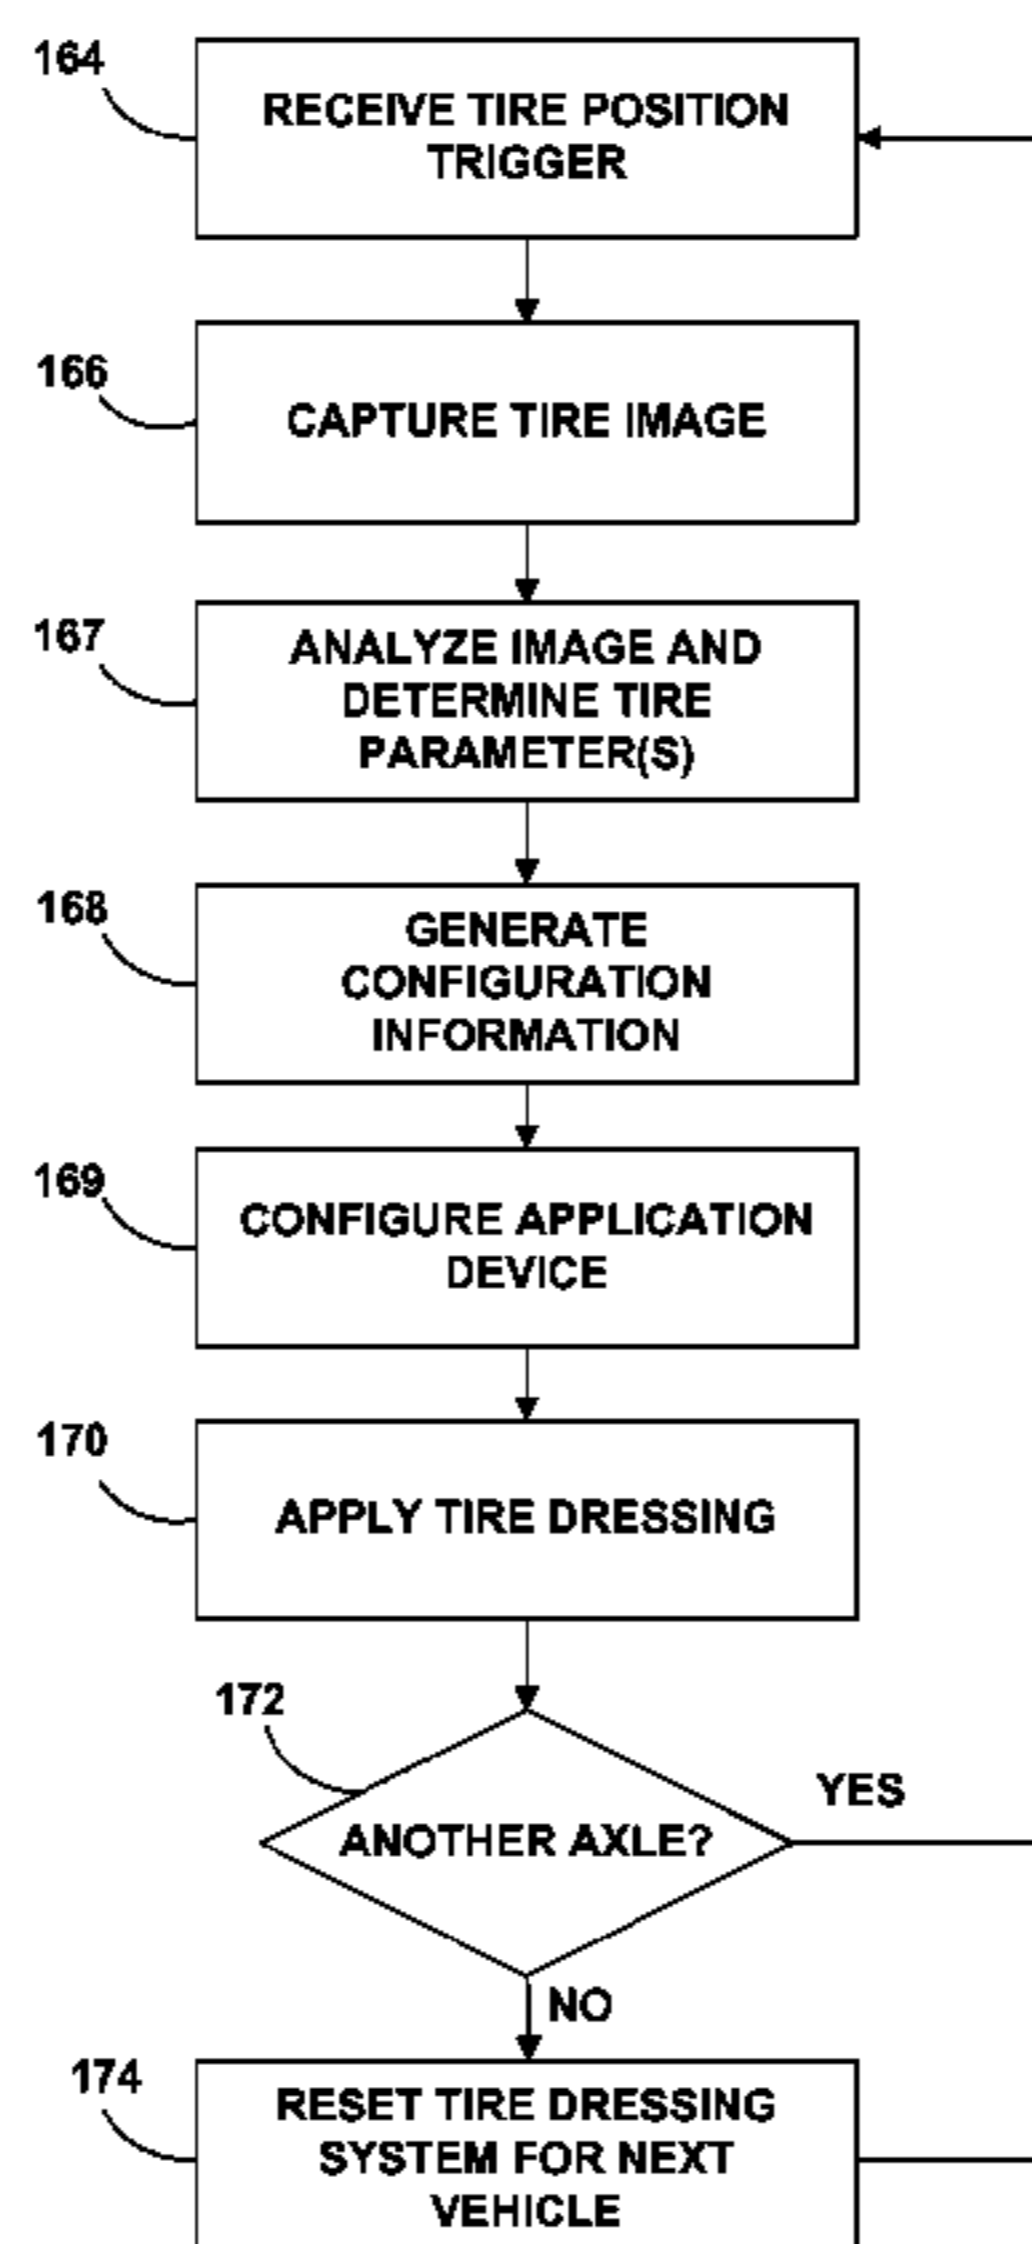 164
RECEIVE TIRE POSITION
TRIGGER
166
CAPTURE TIRE IMAGE
167
ANALYZE IMAGE AND
DETERMINE TIRE
PARAMETER(S)
168
GENERATE
CONFIGURATION
INFORMATION
169
CONFIGURE APPLICATION
DEVICE
170
APPLY TIRE DRESSING
172
YES
ANOTHER AXLE?
NO
174
RESET TIRE DRESSING
SYSTEM FOR NEXT
VEHICLE